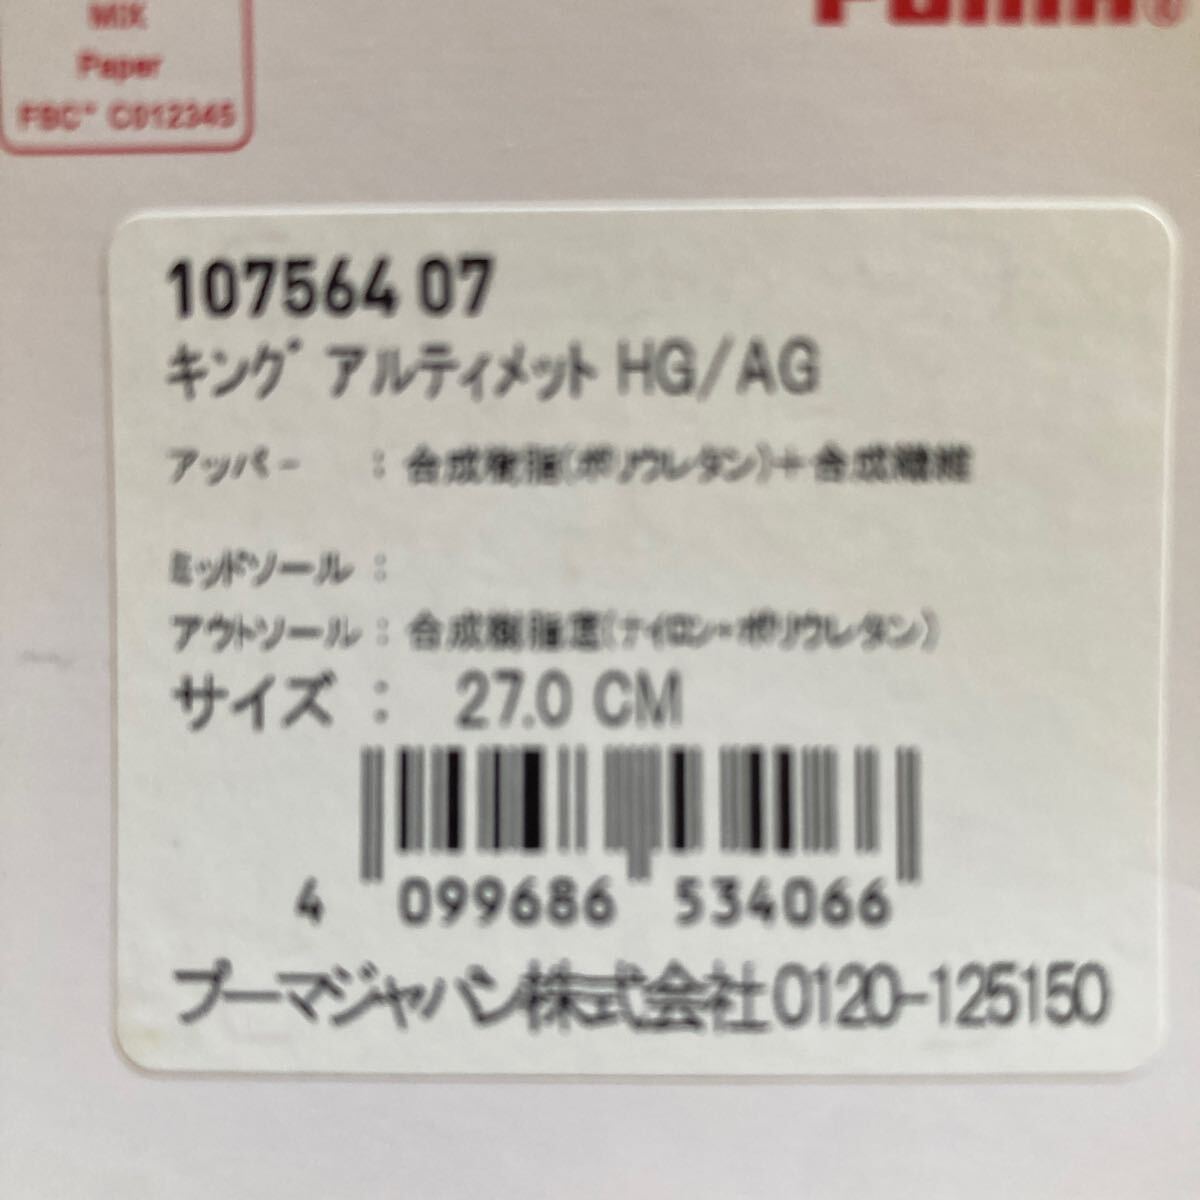 MIX
Paper
FSC® C012345
PUMA®
107564 07
キング アルティメット HG/AG
アッパー : 合成樹脂(ポリウレタン)+合成繊維
ミッドソール :
アウトソール : 合成樹脂底(ナイロン+ポリウレタン)
サイズ : 27.0 CM
4 099686 534066
プーマジャパン株式会社0120-125150